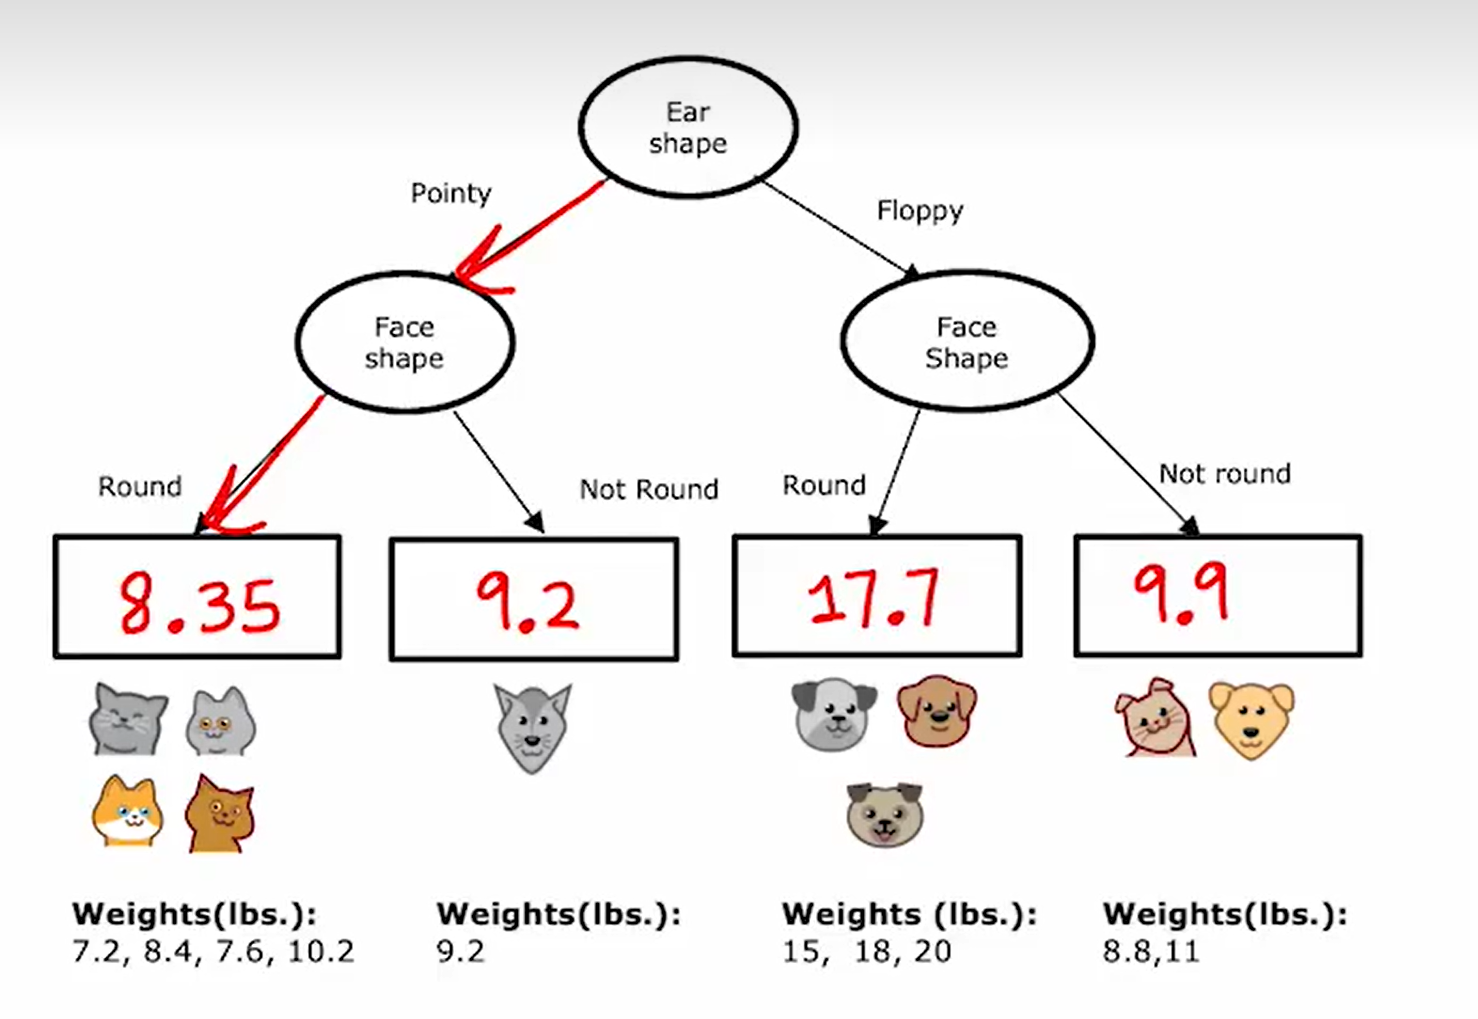 Ear
shape
Pointy
Floppy
Face
shape
Face
Shape
Round
Not Round
Round
Not round
8.35
9.2
17.7
9.9
Weights(lbs.):
7.2, 8.4, 7.6, 10.2
Weights(lbs.):
9.2
Weights (lbs.):
15, 18, 20
Weights(lbs.):
8.8,11